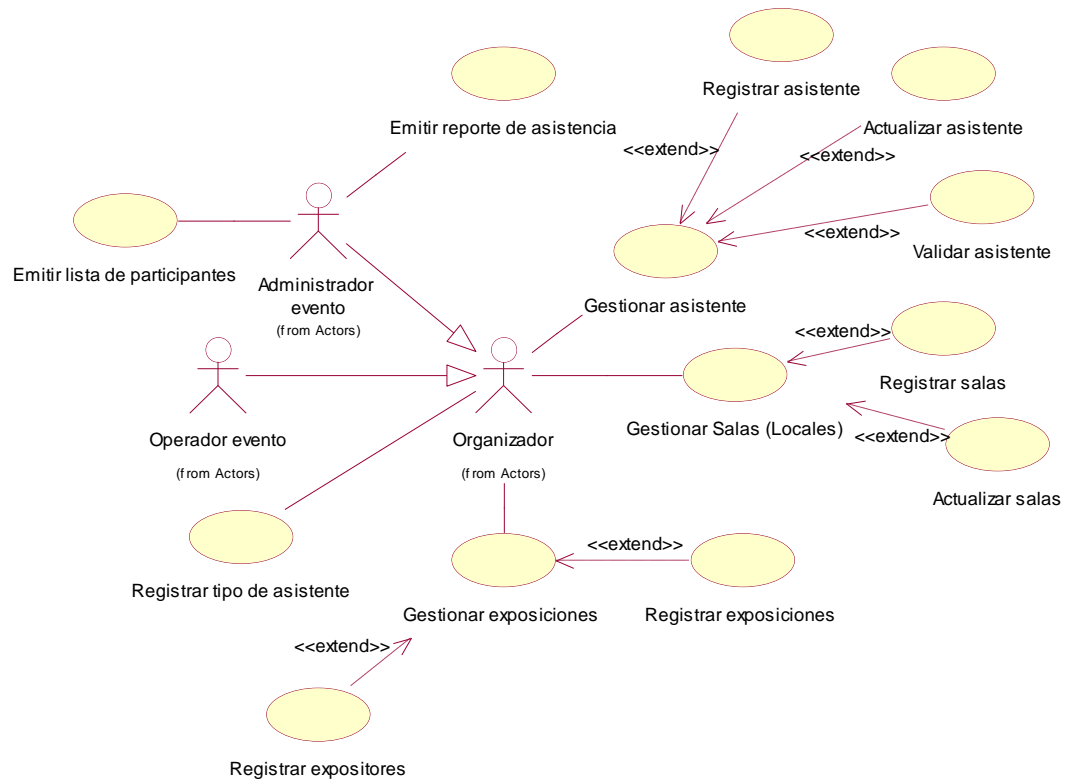 Registrar asistente
Emitir reporte de asistencia
Actualizar asistente
<<extend>>
<<extend>>
<<extend>>
Validar asistente
Emitir lista de participantes
Administrador
evento
(from Actors)
Gestionar asistente
<<extend>>
Registrar salas
Operador evento
(from Actors)
Organizador
(from Actors)
Gestionar Salas (Locales)
<<extend>>
Actualizar salas
<<extend>>
Registrar tipo de asistente
Gestionar exposiciones
Registrar exposiciones
<<extend>>
Registrar expositores